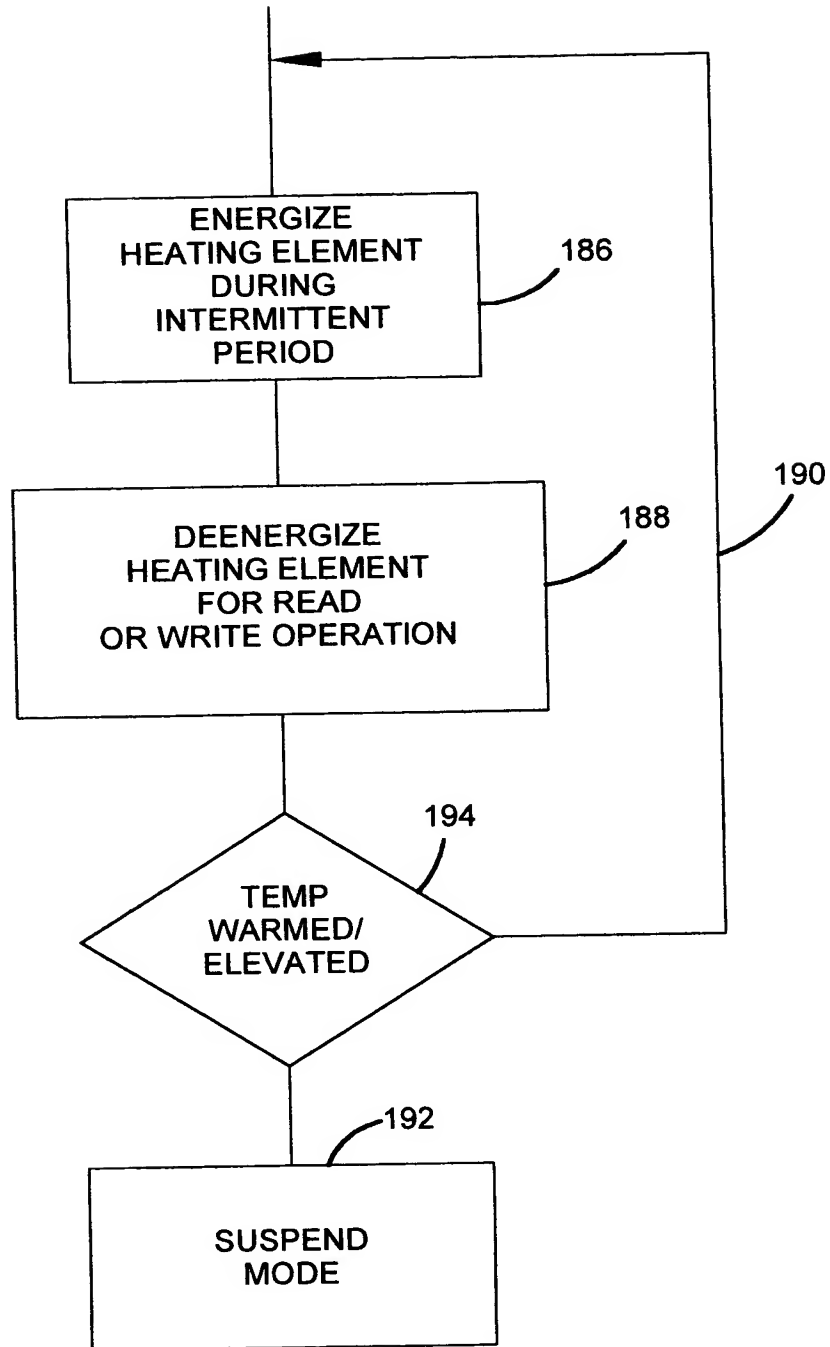 ENERGIZE
HEATING ELEMENT
DURING
INTERMITTENT
PERIOD
186
190
DEENERGIZE
HEATING ELEMENT
FOR READ
OR WRITE OPERATION
188
194
TEMP
WARMED/
ELEVATED
192
SUSPEND
MODE